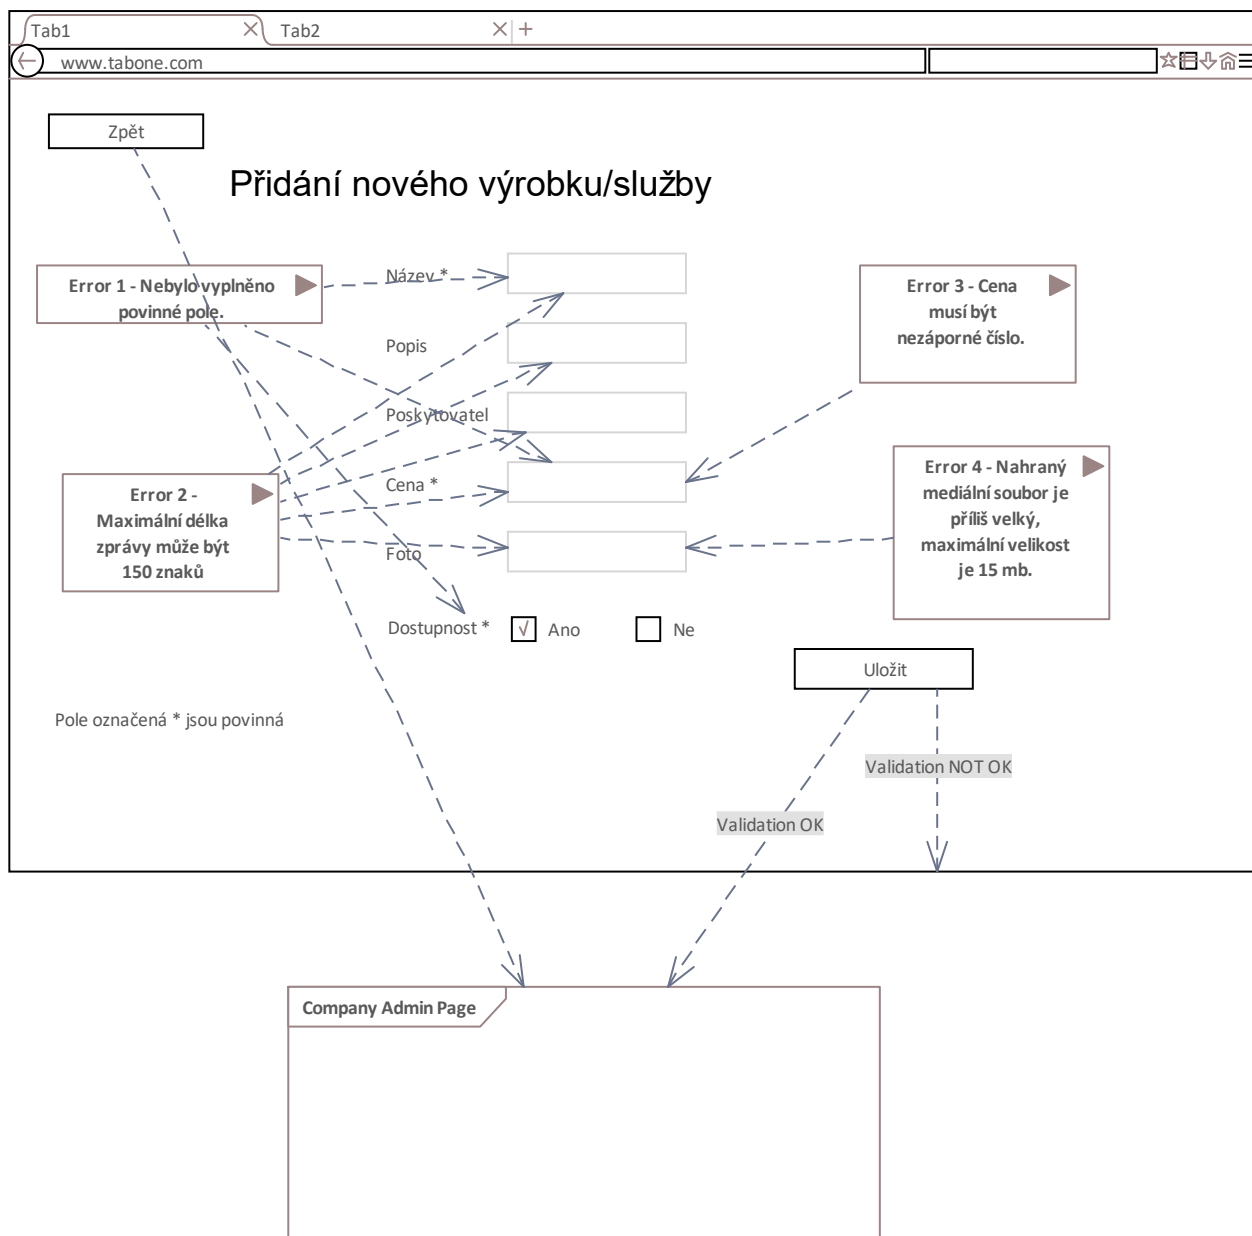 Tab1
Tab2
www.tabone.com
Zpět
Přidání nového výrobku/služby
Error 1 - Nebylo vyplněno
povinné pole.
Název *
Popis
Poskytovatel
Cena *
Foto
Dostupnost *
Ano
Ne
Error 2 -
Maximální délka
zprávy může být
150 znaků
Error 3 - Cena
musí být
nezáporné číslo.
Error 4 - Nahraný
mediální soubor je
příliš velký,
maximální velikost
je 15 mb.
Uložit
Pole označená * jsou povinná
Validation NOT OK
Validation OK
Company Admin Page